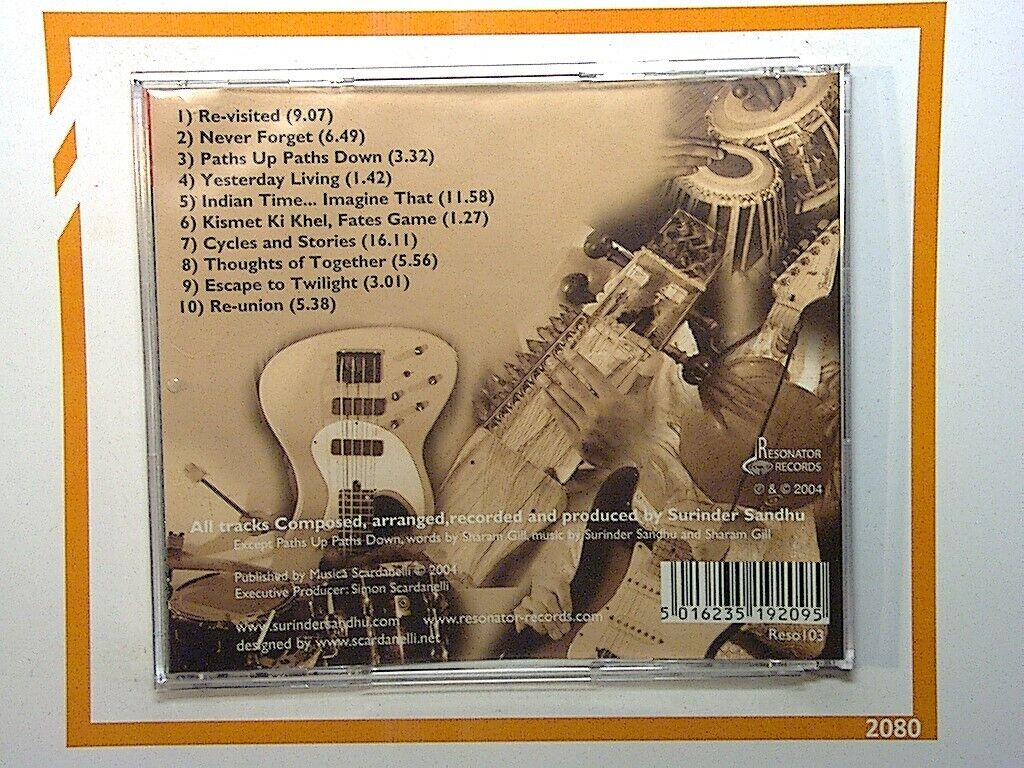 1) Re-visited (9.07)
2) Never Forget (6.49)
3) Paths Up Paths Down (3.32)
4) Yesterday Living (1.42)
5) Indian Time... Imagine That (11.58)
6) Kismet Ki Khel, Fates Game (1.27)
7) Cycles and Stories (16.11)
8) Thoughts of Together (5.56)
9) Escape to Twilight (3.01)
10) Re-union (5.38)
RESONATOR
RECORDS
℗ & © 2004
All tracks Composed, arranged,recorded and produced by Surinder Sandhu
Except Paths Up Paths Down, words by Sharam Gill, music by Surinder Sandhu and Sharam Gill
Published by Musica Scardanelli © 2004
Executive Producer: Simon Scardanelli
www.surindersandhu.com www.resonator-records.com
designed by www.scardanelli.net
5 016235 192095
Reso103
2080